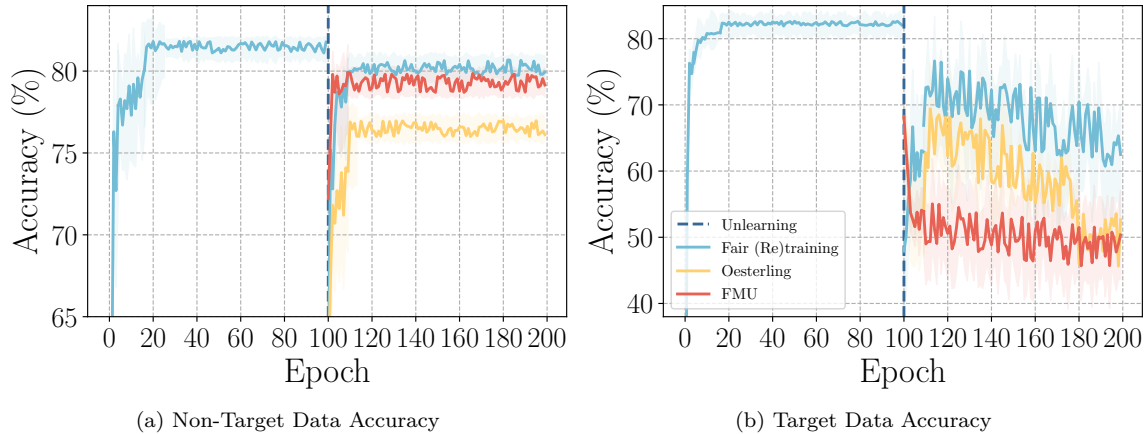 Accuracy (%)
80
75
70
65
0 20 40 60 80 100 120 140 160 180 200
Epoch
(a) Non-Target Data Accuracy
Accuracy (%)
80
70
60
50
40
Unlearning
Fair (Re)training
Oesterling
FMU
0 20 40 60 80 100 120 140 160 180 200
Epoch
(b) Target Data Accuracy